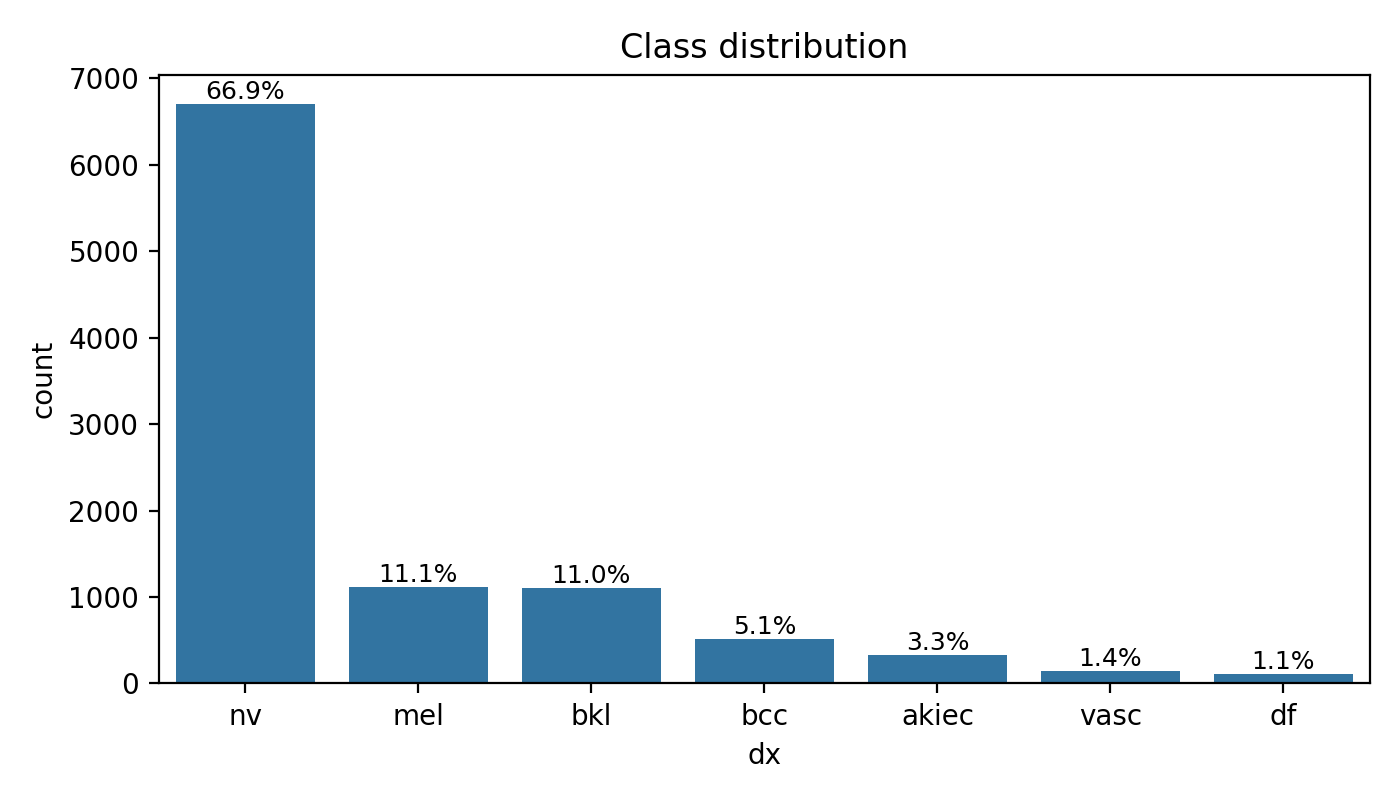 Class distribution
7000
6000
5000
4000
3000
2000
1000
0
count
66.9%
11.1%
11.0%
5.1%
3.3%
1.4%
1.1%
nv
mel
bkl
bcc
akiec
vasc
df
dx